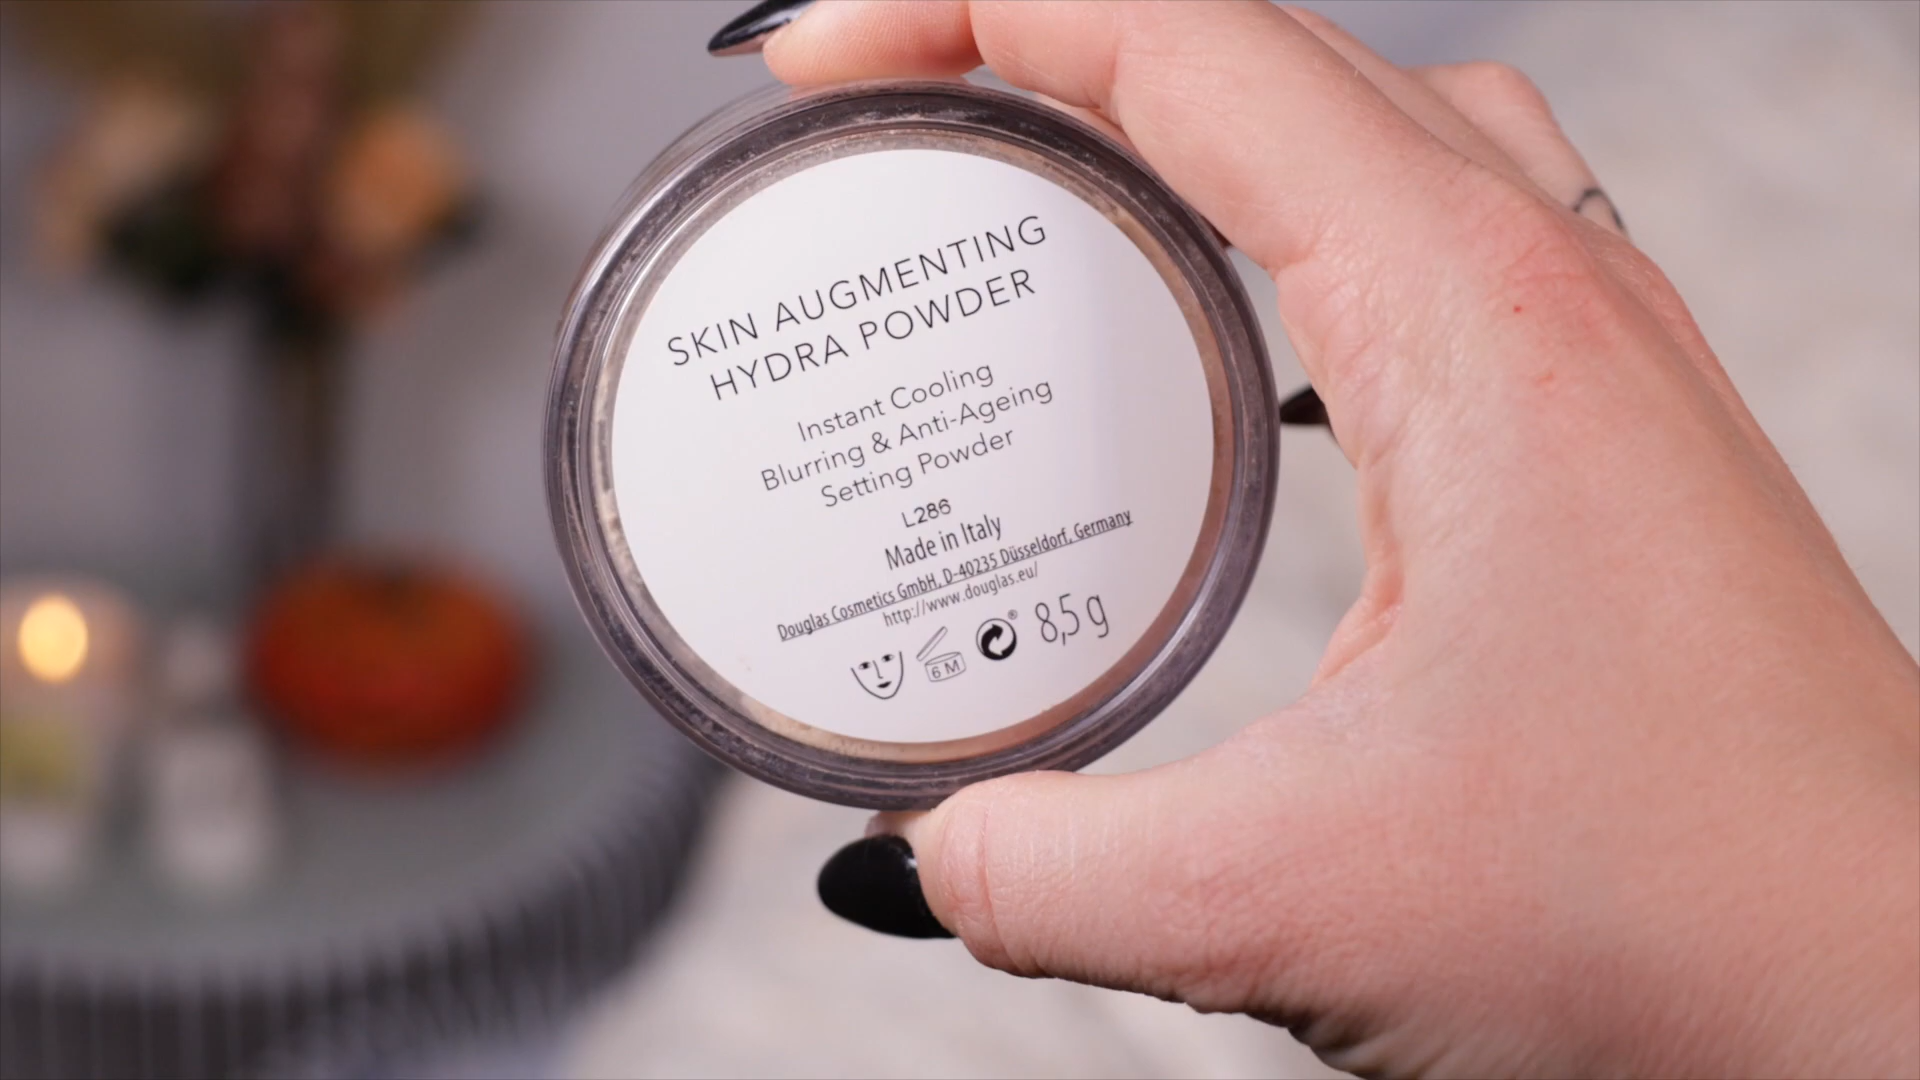 SKIN AUGMENTING
HYDRA POWDER
Instant Cooling
Blurring & Anti-Ageing
Setting Powder
L286
Made in Italy
Douglas Cosmetics GmbH, D-40235 Düsseldorf, Germany
http://www.douglas.eu/
6 M ® 8,5 g